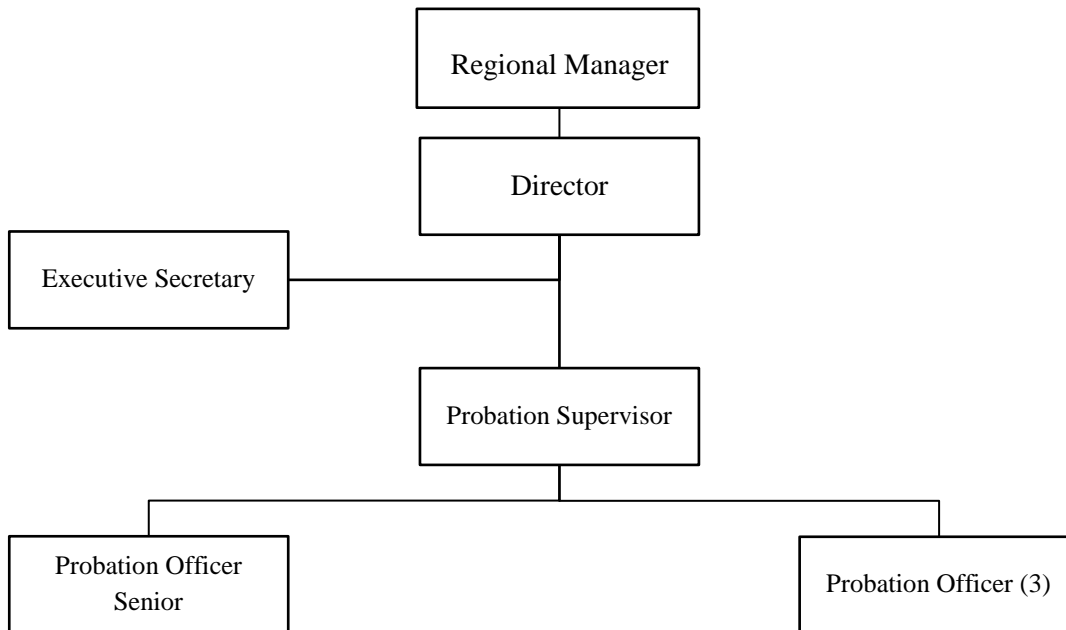 Regional Manager
Director
Executive Secretary
Probation Supervisor
Probation Officer
Senior
Probation Officer (3)